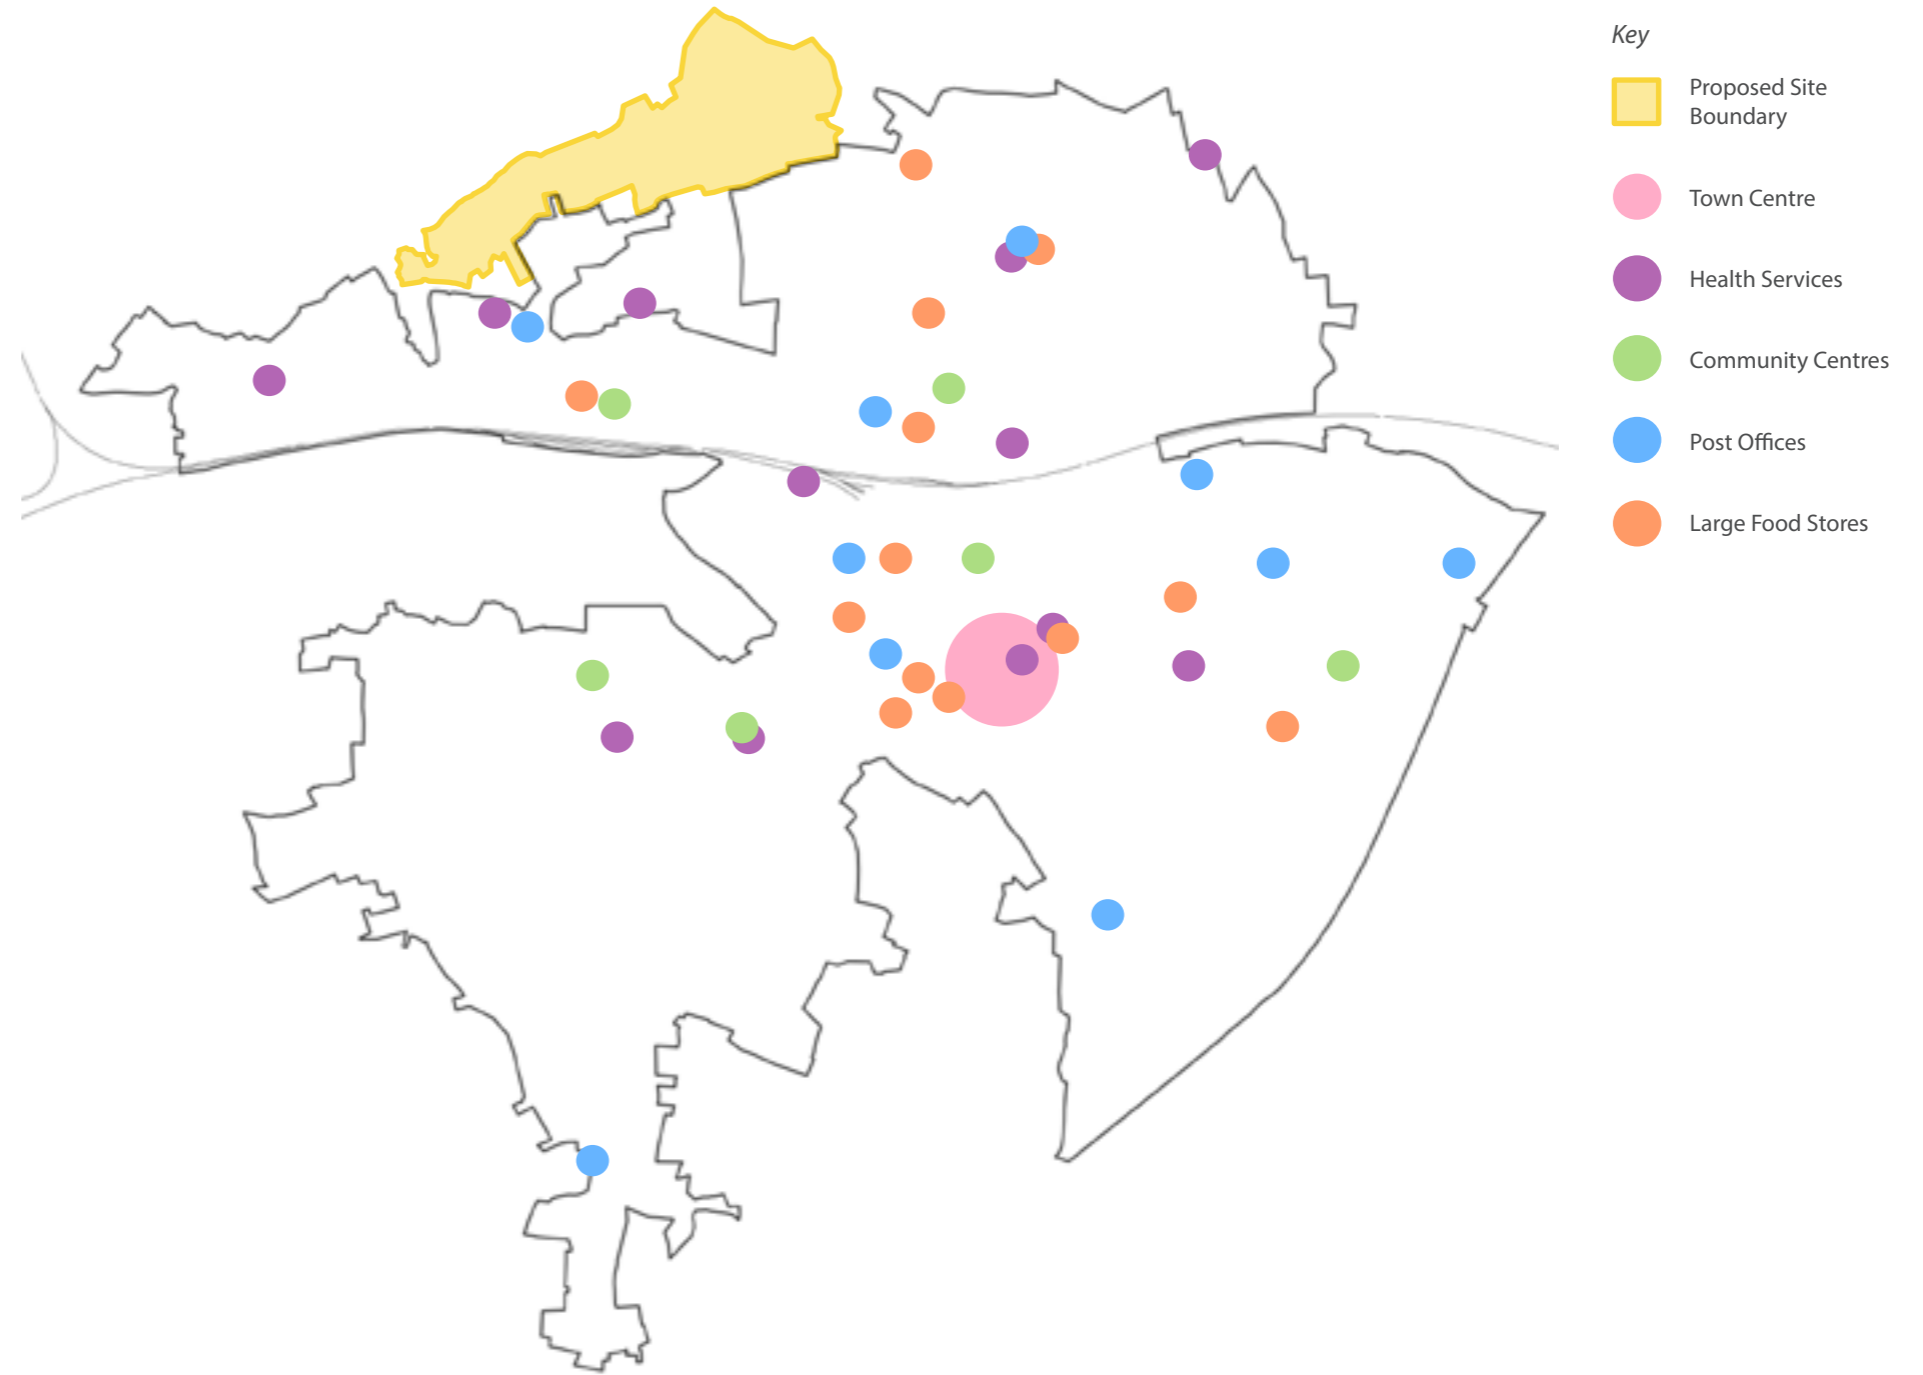 Key
Proposed Site
Boundary
Town Centre
Health Services
Community Centres
Post Offices
Large Food Stores